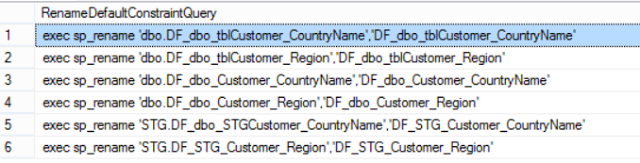 RenameDefaultConstraintQuery
1 exec sp_rename 'dbo.DF_dbo_tblCustomer_CountryName','DF_dbo_tblCustomer_CountryName'
2 exec sp_rename 'dbo.DF_dbo_tblCustomer_Region','DF_dbo_tblCustomer_Region'
3 exec sp_rename 'dbo.DF_dbo_Customer_CountryName','DF_dbo_Customer_CountryName'
4 exec sp_rename 'dbo.DF_dbo_Customer_Region','DF_dbo_Customer_Region'
5 exec sp_rename 'STG.DF_dbo_STGCustomer_CountryName','DF_STG_Customer_CountryName'
6 exec sp_rename 'STG.DF_STG_Customer_Region','DF_STG_Customer_Region'